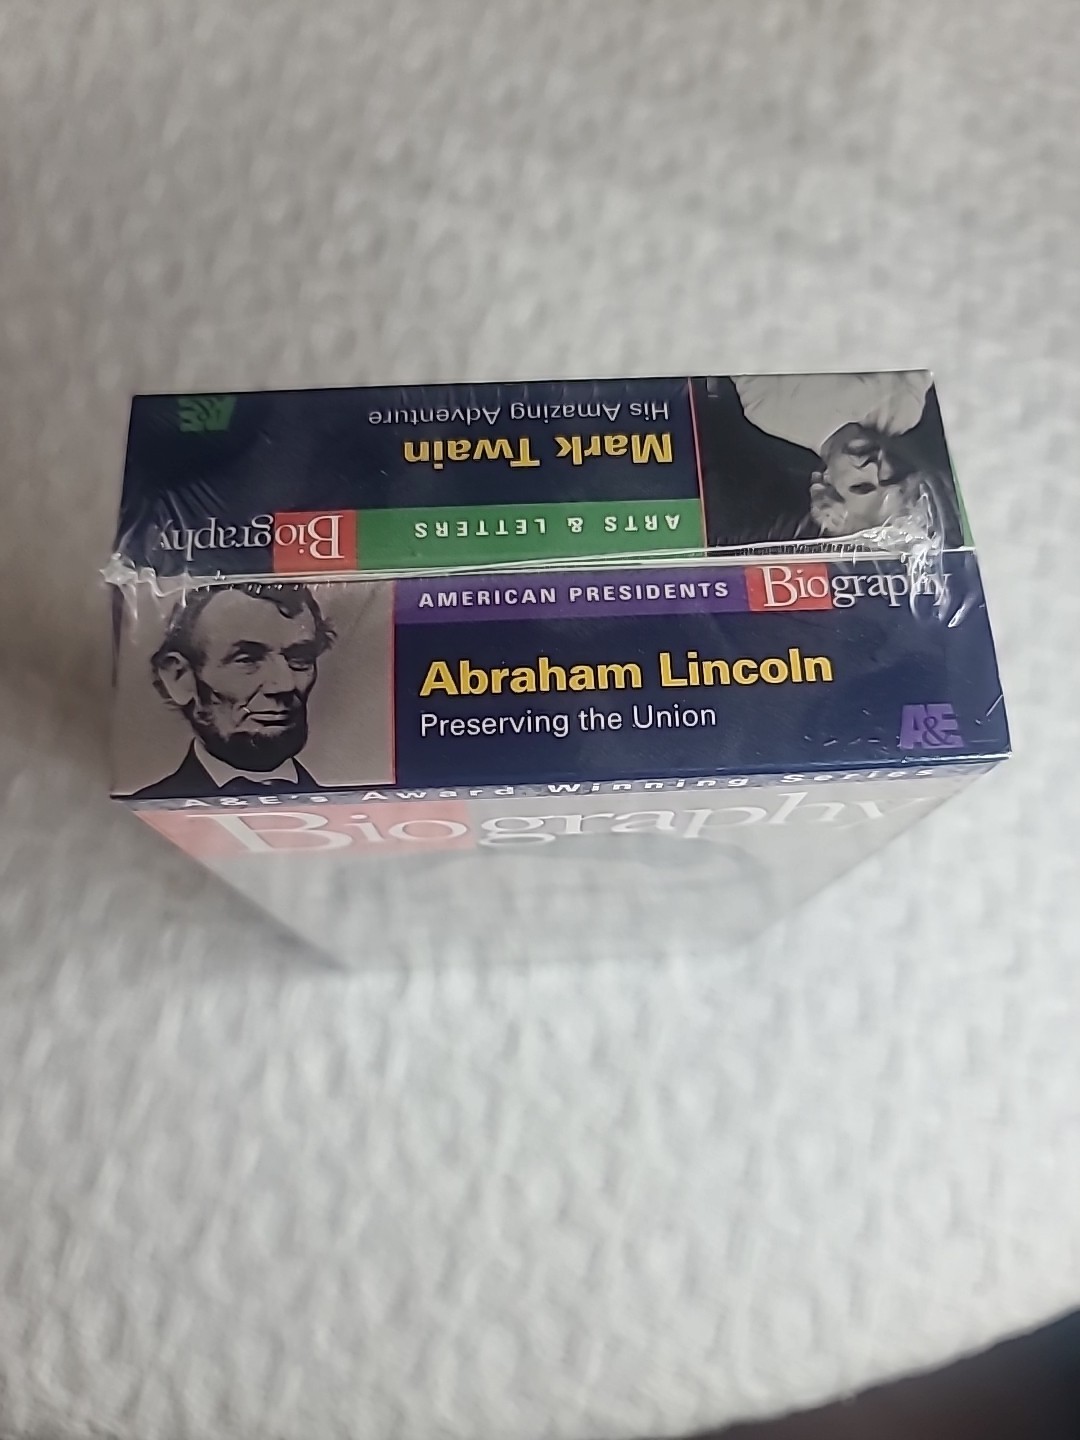 A&E
His Amazing Adventure
Mark Twain
ARTS & LETTERS
Biography
AMERICAN PRESIDENTS
Biography
Abraham Lincoln
Preserving the Union
A&E
A&E's Award Winning Series
Biography